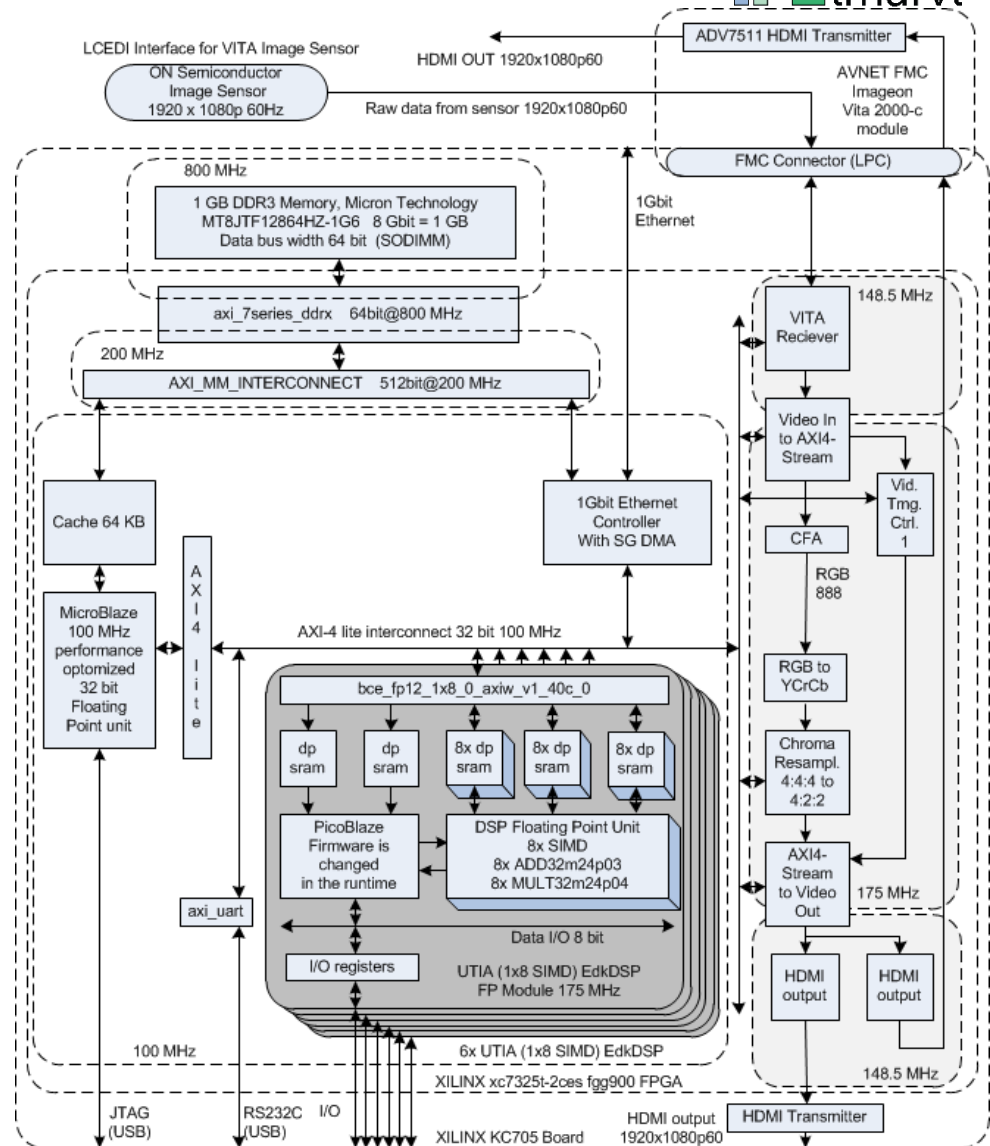 ADV7511 HDMI Transmitter
LCEDI Interface for VITA Image Sensor
HDMI OUT 1920x1080p60
ON Semiconductor
Image Sensor
1920 x 1080p 60Hz
AVNET FMC
Imageon
Vita 2000-c
module
Raw data from sensor 1920x1080p60
FMC Connector (LPC)
800 MHz
1 GB DDR3 Memory, Micron Technology
MT8JTF12864HZ-1G6 8 Gbit = 1 GB
Data bus width 64 bit (SODIMM)
1Gbit
Ethernet
axi_7series_ddrx 64bit@800 MHz
148.5 MHz
VITA
Reciever
200 MHz
AXI_MM_INTERCONNECT 512bit@200 MHz
Video In
to AXI4-
Stream
Cache 64 KB
1Gbit Ethernet
Controller
With SG DMA
Vid.
Tmg.
Ctrl.
1
CFA
RGB
888
AXI4 lite
MicroBlaze
100 MHz
performance
optomized
32 bit
Floating
Point unit
AXI-4 lite interconnect 32 bit 100 MHz
bce_fp12_1x8_0_axiw_v1_40c_0
RGB to
YCrCb
dp
sram
dp
sram
8x dp
sram
8x dp
sram
8x dp
sram
Chroma
Resampl.
4:4:4 to
4:2:2
PicoBlaze
Firmware is
changed
in the runtime
DSP Floating Point Unit
8x SIMD
8x ADD32m24p03
8x MULT32m24p04
AXI4-
Stream
to Video
Out
175 MHz
axi_uart
Data I/O 8 bit
I/O registers
UTIA (1x8 SIMD) EdkDSP
FP Module 175 MHz
HDMI
output
HDMI
output
100 MHz
6x UTIA (1x8 SIMD) EdkDSP
148.5 MHz
XILINX xc7325t-2ces fgg900 FPGA
JTAG
(USB)
RS232C
(USB)
I/O
XILINX KC705 Board
HDMI output
1920x1080p60
HDMI Transmitter